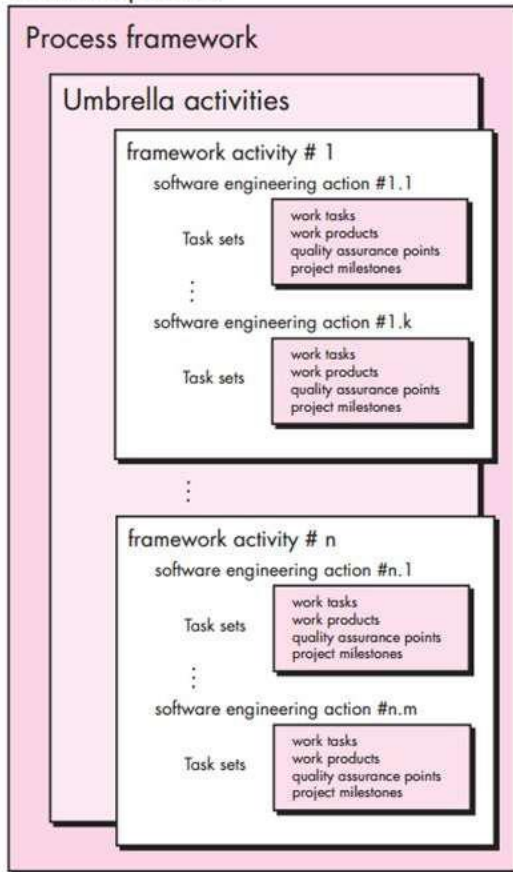 Process framework
Umbrella activities
framework activity # 1
software engineering action #1.1
Task sets
work tasks
work products
quality assurance points
project milestones
software engineering action #1.k
Task sets
work tasks
work products
quality assurance points
project milestones
framework activity # n
software engineering action #n.1
Task sets
work tasks
work products
quality assurance points
project milestones
software engineering action #n.m
Task sets
work tasks
work products
quality assurance points
project milestones